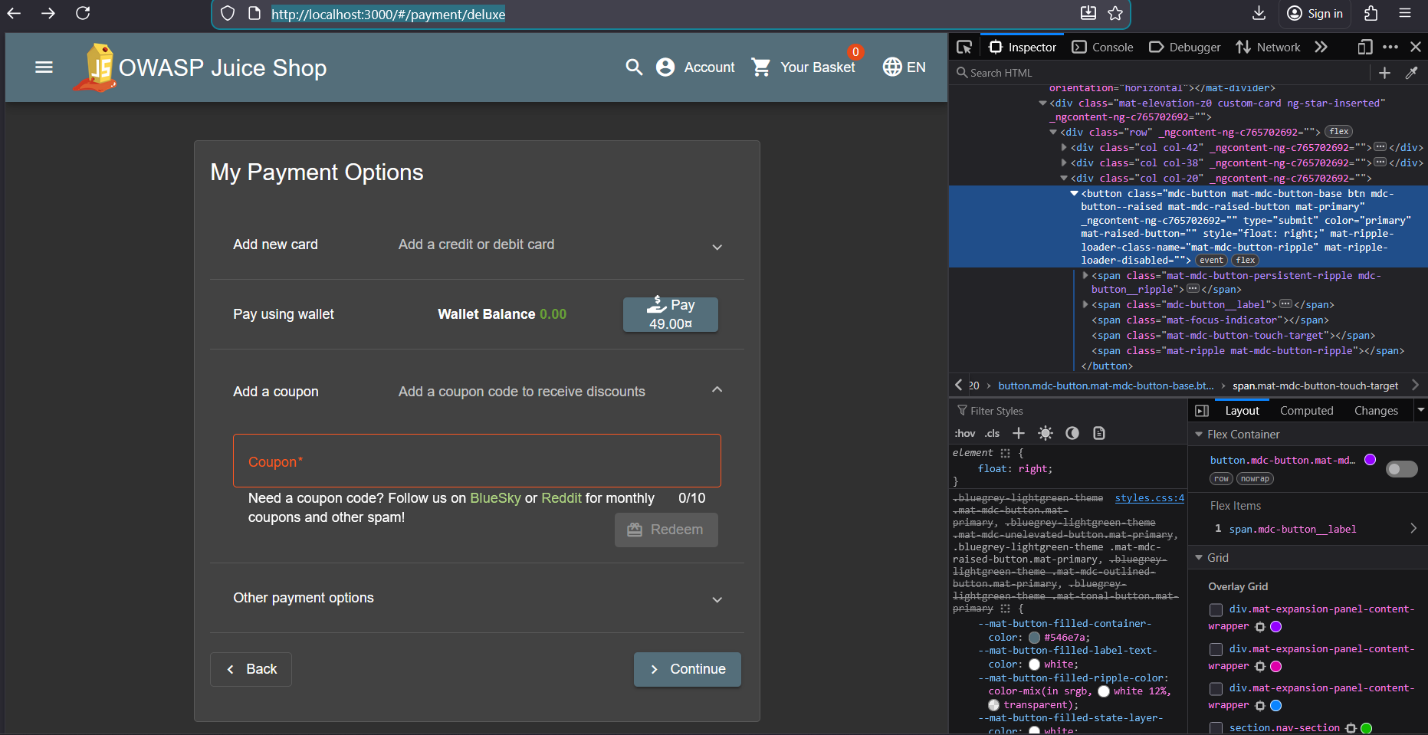 http://localhost:3000/#/payment/deluxe
Sign in
OWASP Juice Shop
Account
0
Your Basket
EN
My Payment Options
Add new card
Add a credit or debit card
Pay using wallet
Wallet Balance 0.00
Pay
49.00¤
Add a coupon
Add a coupon code to receive discounts
Coupon*
Need a coupon code? Follow us on BlueSky or Reddit for monthly
coupons and other spam!
0/10
Redeem
Other payment options
Back
Continue
Inspector
Console
Debugger
Network
Search HTML
orientation="horizontal"></mat-divider>
<div class="mat-elevation-z0 custom-card ng-star-inserted"
_ngcontent-ng-c765702692="">
<div class="row" _ngcontent-ng-c765702692=""> flex
<div class="col col-42" _ngcontent-ng-c765702692=""> ⋯ </div>
<div class="col col-38" _ngcontent-ng-c765702692=""> ⋯ </div>
<div class="col col-20" _ngcontent-ng-c765702692="">
<button class="mdc-button mat-mdc-button-base btn mdc-
button--raised mat-mdc-raised-button mat-primary"
_ngcontent-ng-c765702692="" type="submit" color="primary"
mat-raised-button="" style="float: right;" mat-ripple-
loader-class-name="mat-mdc-button-ripple" mat-ripple-
loader-disabled=""> event flex
<span class="mat-mdc-button-persistent-ripple mdc-
button__ripple"> ⋯ </span>
<span class="mdc-button__label"> ⋯ </span>
<span class="mat-focus-indicator"></span>
<span class="mat-mdc-button-touch-target"></span>
<span class="mat-ripple mat-mdc-button-ripple"></span>
</button>
20 › button.mdc-button.mat-mdc-button-base.bt... › span.mat-mdc-button-touch-target
Filter Styles
:hov .cls
element {
float: right;
}
.bluegrey-lightgreen-theme styles.css:4
.mat-mdc-button.mat-
primary, .bluegrey-lightgreen-theme
.mat-mdc-unelevated-button.mat-primary,
.bluegrey-lightgreen-theme .mat-mdc-
raised-button.mat-primary, .bluegrey-
lightgreen-theme .mat-mdc-outlined-
button.mat-primary, .bluegrey-
lightgreen-theme .mat-tonal-button.mat-
primary {
--mat-button-filled-container-
color: #546e7a;
--mat-button-filled-label-text-
color: white;
--mat-button-filled-ripple-color:
color-mix(in srgb, white 12%,
transparent);
--mat-button-filled-state-layer-
color: white;
Layout
Computed
Changes
Flex Container
button.mdc-button.mat-md...
row nowrap
Flex Items
1 span.mdc-button__label
Grid
Overlay Grid
div.mat-expansion-panel-content-
wrapper
div.mat-expansion-panel-content-
wrapper
div.mat-expansion-panel-content-
wrapper
section.nav-section